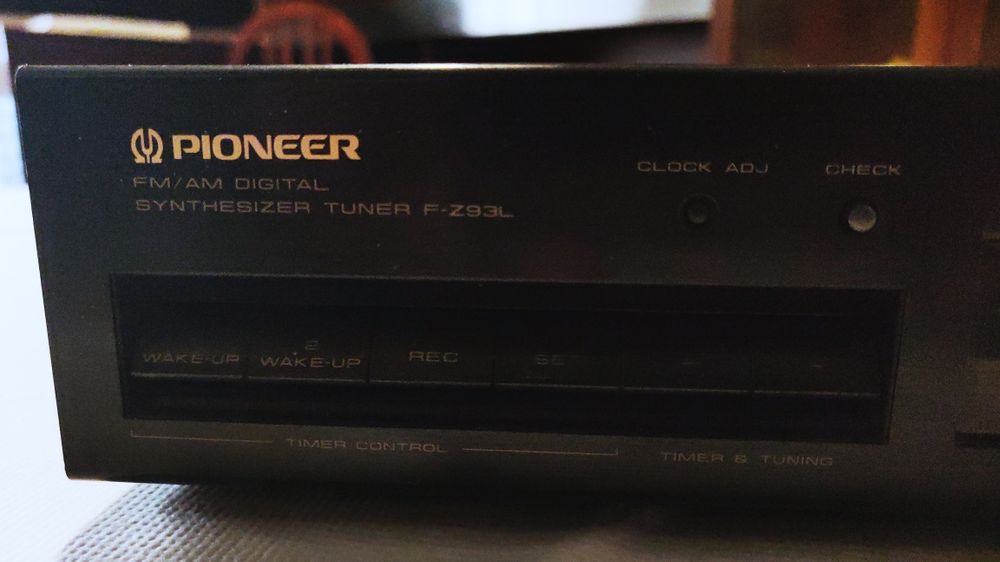 PIONEER
FM/AM DIGITAL
SYNTHESIZER TUNER F-Z93L
CLOCK ADJ
CHECK
WAKE-UP
2
WAKE-UP
REC
TIMER CONTROL
TIMER & TUNING